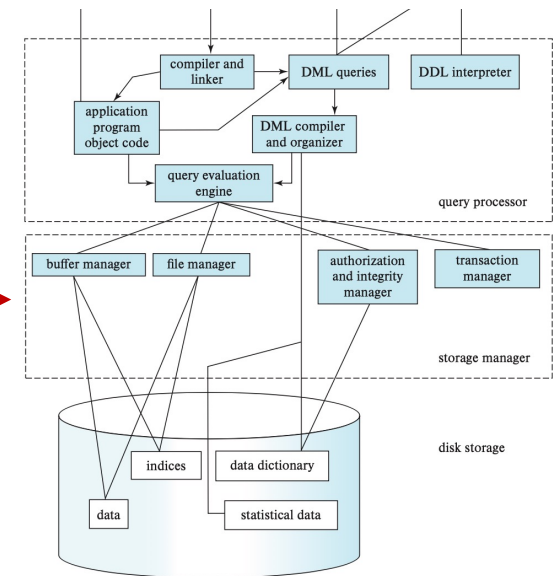 compiler and
linker
DML queries
DDL interpreter
application
program
object code
DML compiler
and organizer
query evaluation
engine
query processor
buffer manager
file manager
authorization
and integrity
manager
transaction
manager
storage manager
disk storage
indices
data dictionary
data
statistical data